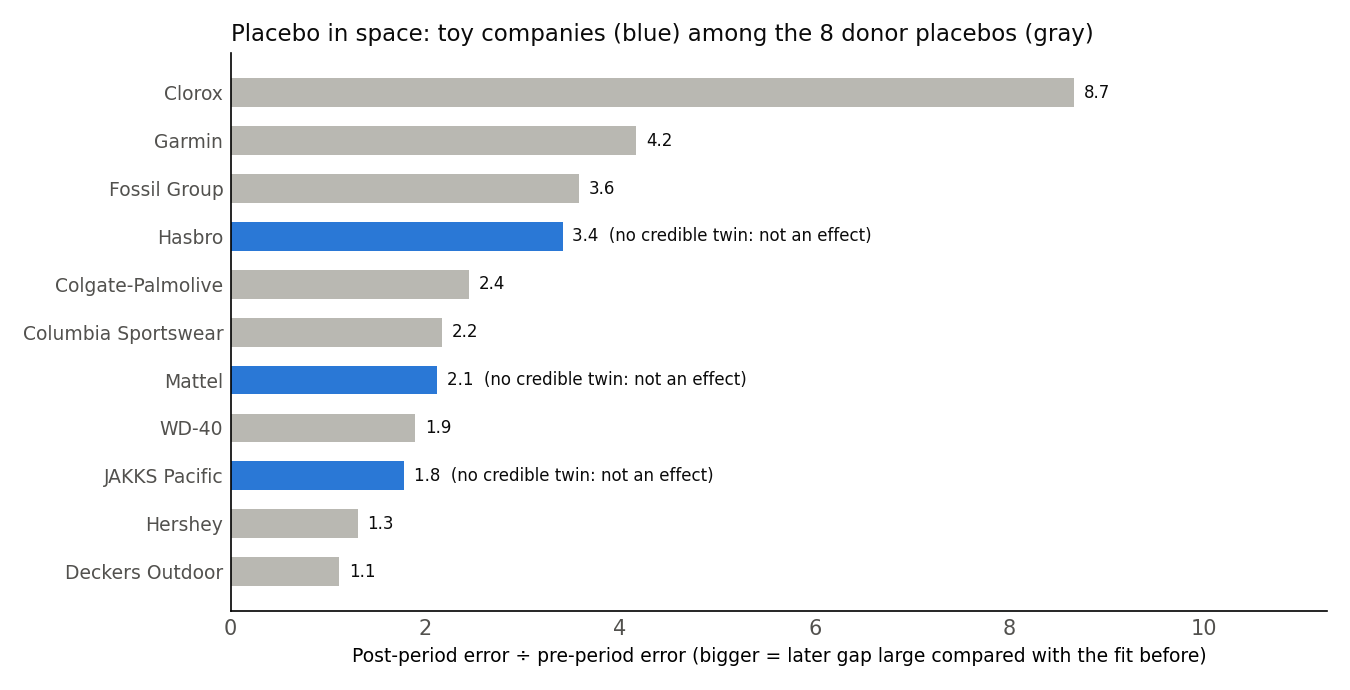 Placebo in space: toy companies (blue) among the 8 donor placebos (gray)
Clorox 8.7
Garmin 4.2
Fossil Group 3.6
Hasbro 3.4 (no credible twin: not an effect)
Colgate-Palmolive 2.4
Columbia Sportswear 2.2
Mattel 2.1 (no credible twin: not an effect)
WD-40 1.9
JAKKS Pacific 1.8 (no credible twin: not an effect)
Hershey 1.3
Deckers Outdoor 1.1
0 2 4 6 8 10
Post-period error ÷ pre-period error (bigger = later gap large compared with the fit before)